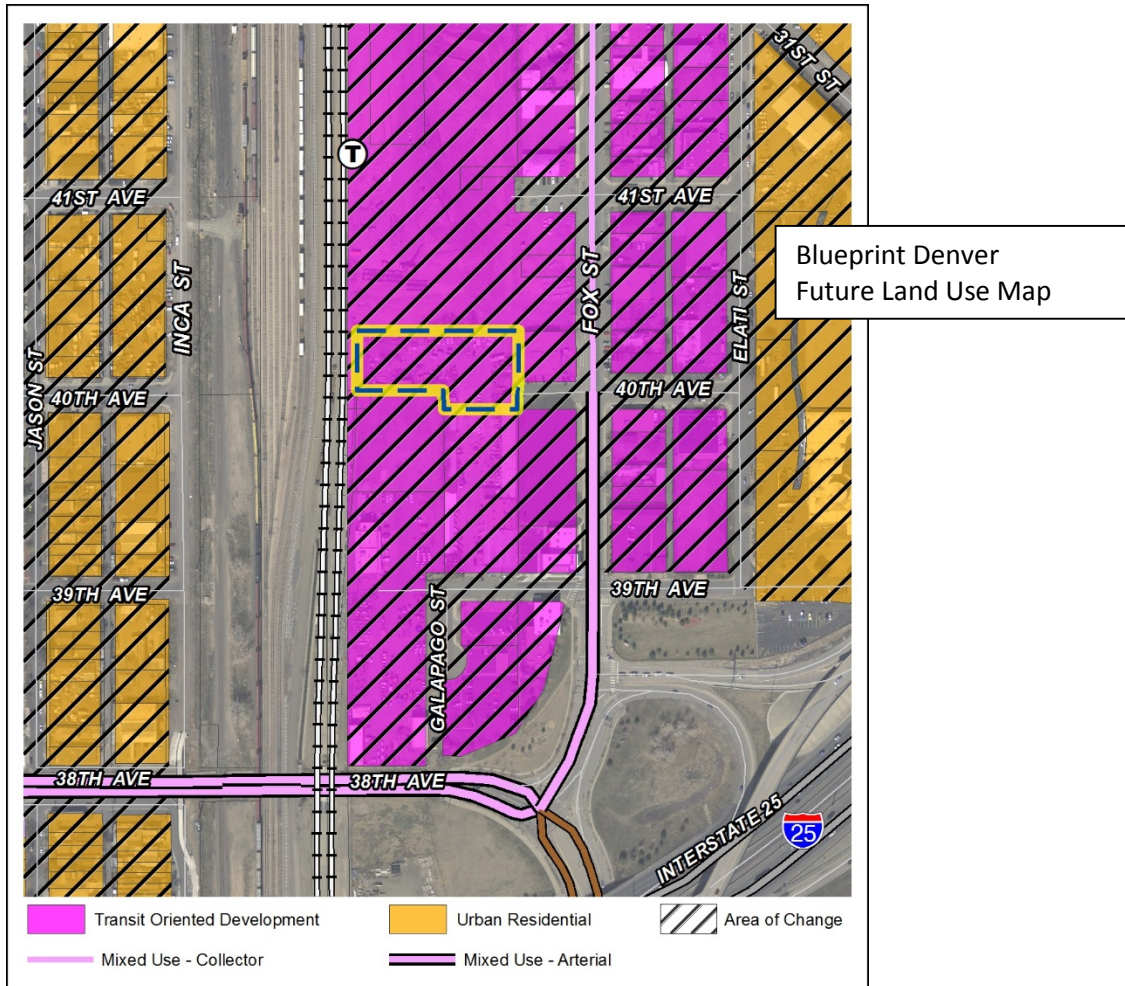 31ST ST
T
41ST AVE
41ST AVE
INCA ST
FOX ST
ELATI ST
Blueprint Denver
Future Land Use Map
JASON ST
40TH AVE
40TH AVE
39TH AVE
39TH AVE
GALAPAGO ST
38TH AVE
38TH AVE
INTERSTATE 25
25
Transit Oriented Development
Urban Residential
Area of Change
Mixed Use - Collector
Mixed Use - Arterial